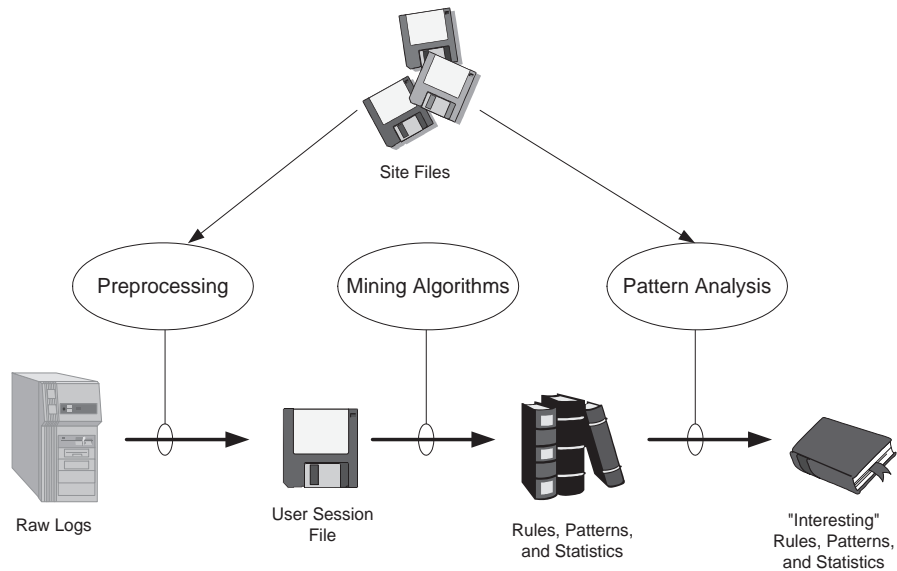 Site Files
Preprocessing
Mining Algorithms
Pattern Analysis
Raw Logs
User Session
File
Rules, Patterns,
and Statistics
"Interesting"
Rules, Patterns,
and Statistics